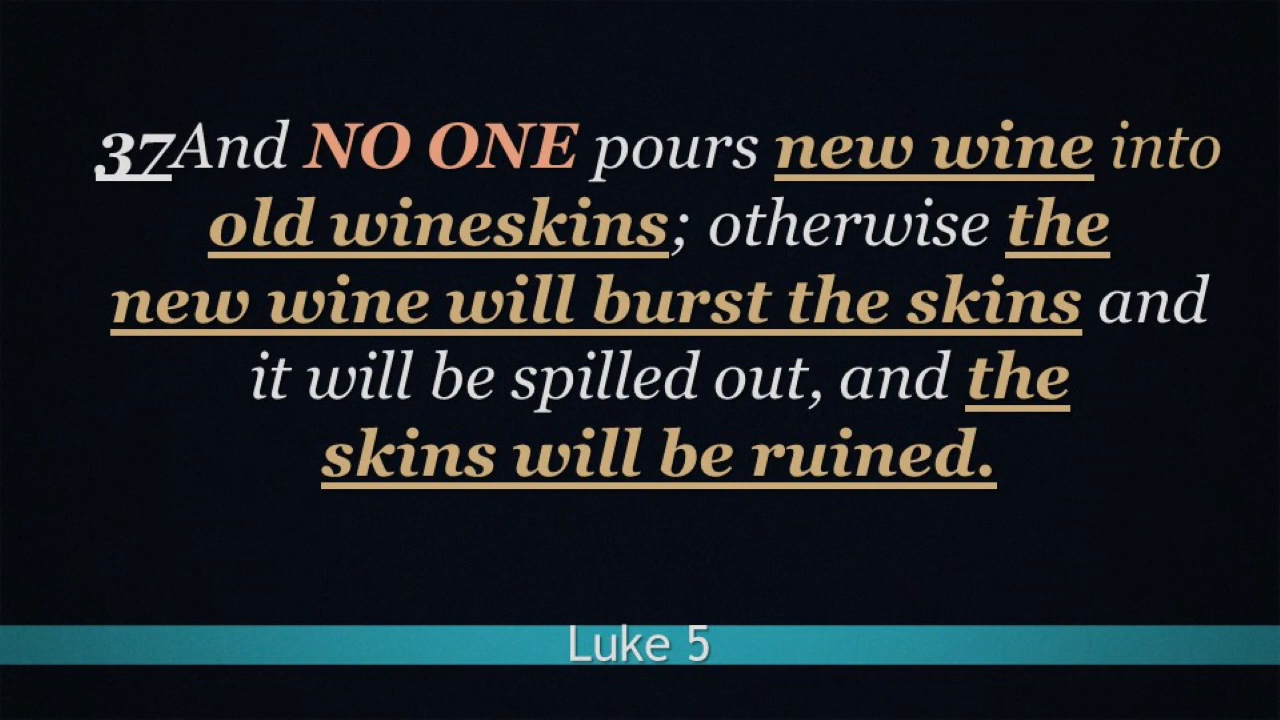 37And NO ONE pours new wine into
old wineskins; otherwise the
new wine will burst the skins and
it will be spilled out, and the
skins will be ruined.
Luke 5